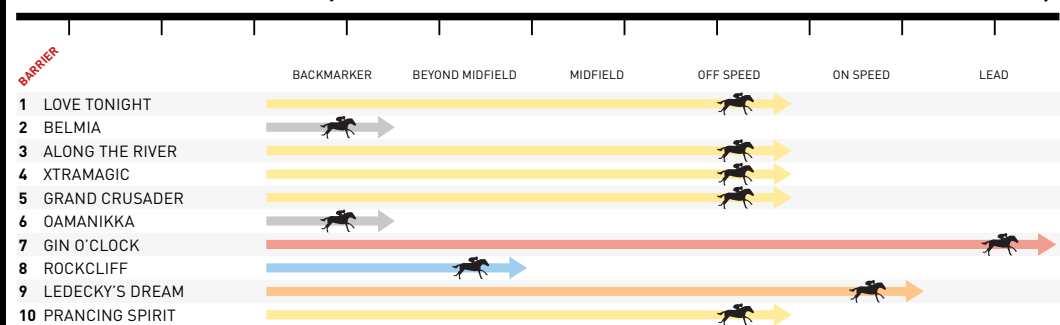 BARRIER
BACKMARKER BEYOND MIDFIELD MIDFIELD OFF SPEED ON SPEED LEAD
1 LOVE TONIGHT
2 BELMIA
3 ALONG THE RIVER
4 XTRAMAGIC
5 GRAND CRUSADER
6 OAMANIKKA
7 GIN O'CLOCK
8 ROCKCLIFF
9 LEDECKY'S DREAM
10 PRANCING SPIRIT